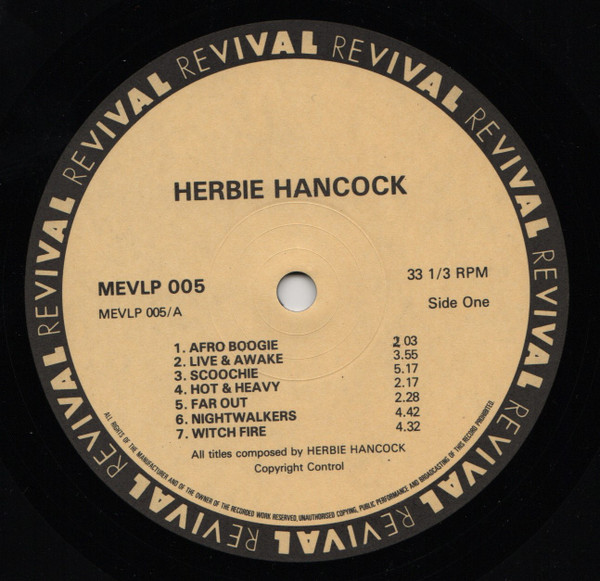 REVIVAL REVIVAL REVIVAL REVIVAL REVIVAL REVIVAL REVIVAL REVIVAL REVIVAL REVIVAL
HERBIE HANCOCK
MEVLP 005
33 1/3 RPM
MEVLP 005/A
Side One
1. AFRO BOOGIE 2 03
2. LIVE & AWAKE 3.55
3. SCOOCHIE 5.17
4. HOT & HEAVY 2.17
5. FAR OUT 2.28
6. NIGHTWALKERS 4.42
7. WITCH FIRE 4.32
All titles composed by HERBIE HANCOCK
Copyright Control
ALL RIGHTS OF THE MANUFACTURER AND OF THE OWNER OF THE RECORDED WORK RESERVED, UNAUTHORISED COPYING, PUBLIC PERFORMANCE AND BROADCASTING OF THIS RECORD PROHIBITED.